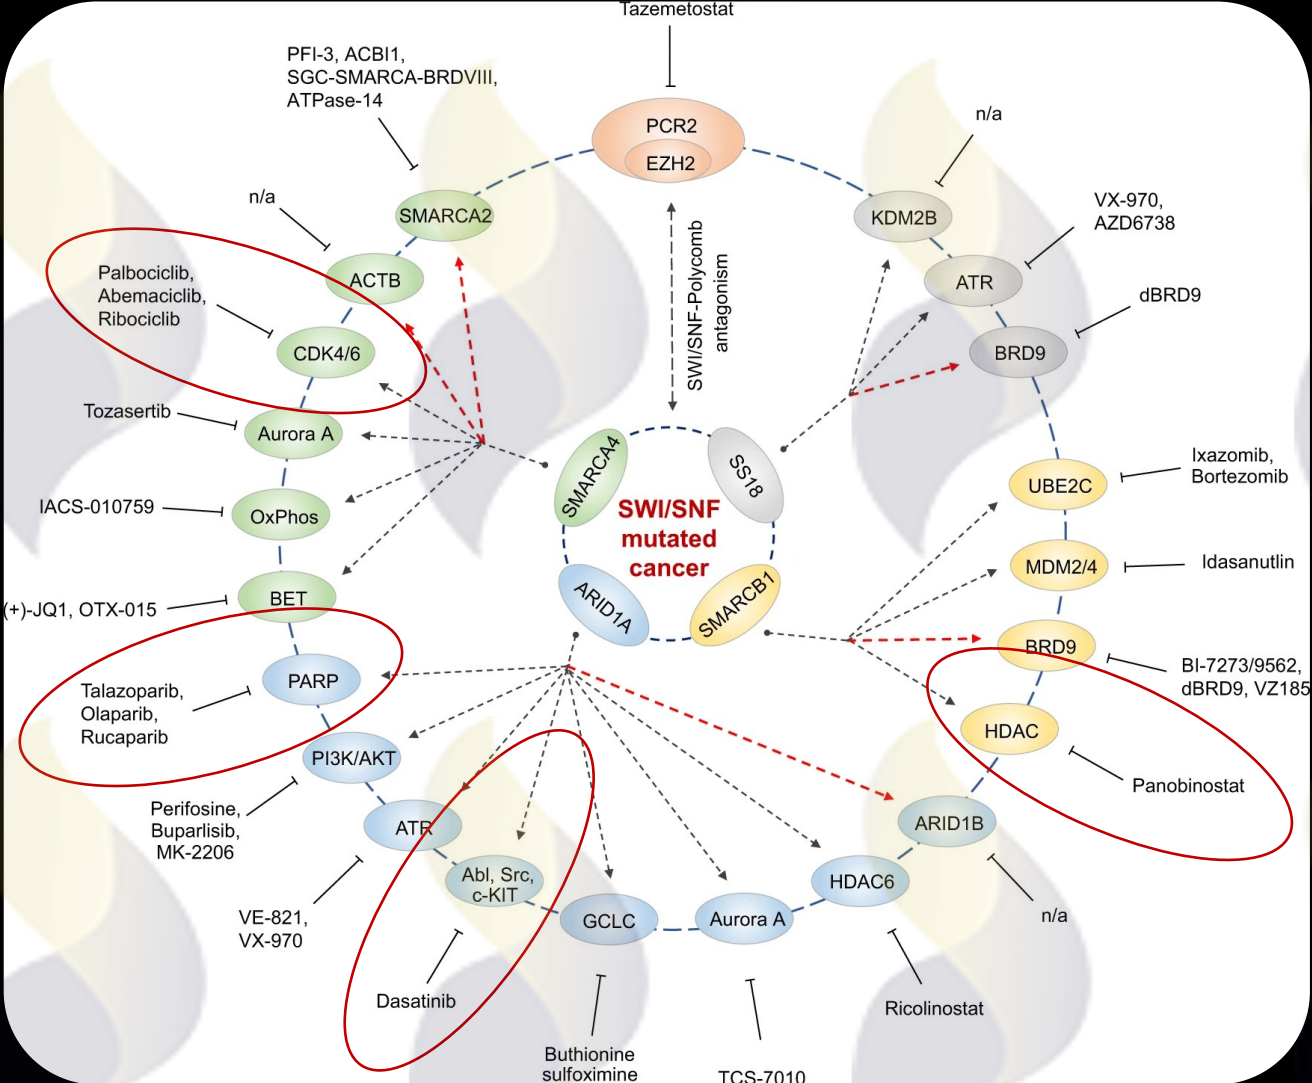 Tazemetostat
PFI-3, ACBI1,
SGC-SMARCA-BRDVIII,
ATPase-14
PCR2
EZH2
n/a
n/a
SMARCA2
KDM2B
VX-970,
AZD6738
Palbociclib,
Abemaciclib,
Ribociclib
ACTB
ATR
SWI/SNF-Polycomb
antagonism
dBRD9
CDK4/6
BRD9
Tozasertib
Aurora A
SMARCA4
SS18
Ixazomib,
Bortezomib
UBE2C
IACS-010759
OxPhos
SWI/SNF
mutated
cancer
MDM2/4
Idasanutlin
(+)-JQ1, OTX-015
BET
ARID1A
SMARCB1
BRD9
BI-7273/9562,
dBRD9, VZ185
Talazoparib,
Olaparib,
Rucaparib
PARP
HDAC
Panobinostat
PI3K/AKT
Perifosine,
Buparlisib,
MK-2206
ATR
ARID1B
Abl, Src,
c-KIT
HDAC6
VE-821,
VX-970
GCLC
Aurora A
n/a
Dasatinib
Ricolinostat
Buthionine
sulfoximine
TCS-7010